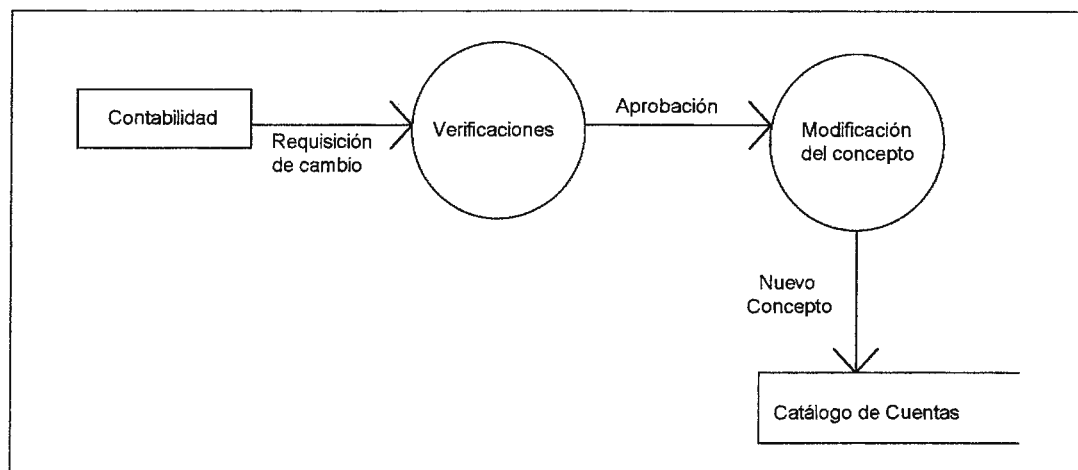 Contabilidad
Requisición
de cambio
Verificaciones
Aprobación
Modificación
del concepto
Nuevo
Concepto
Catálogo de Cuentas